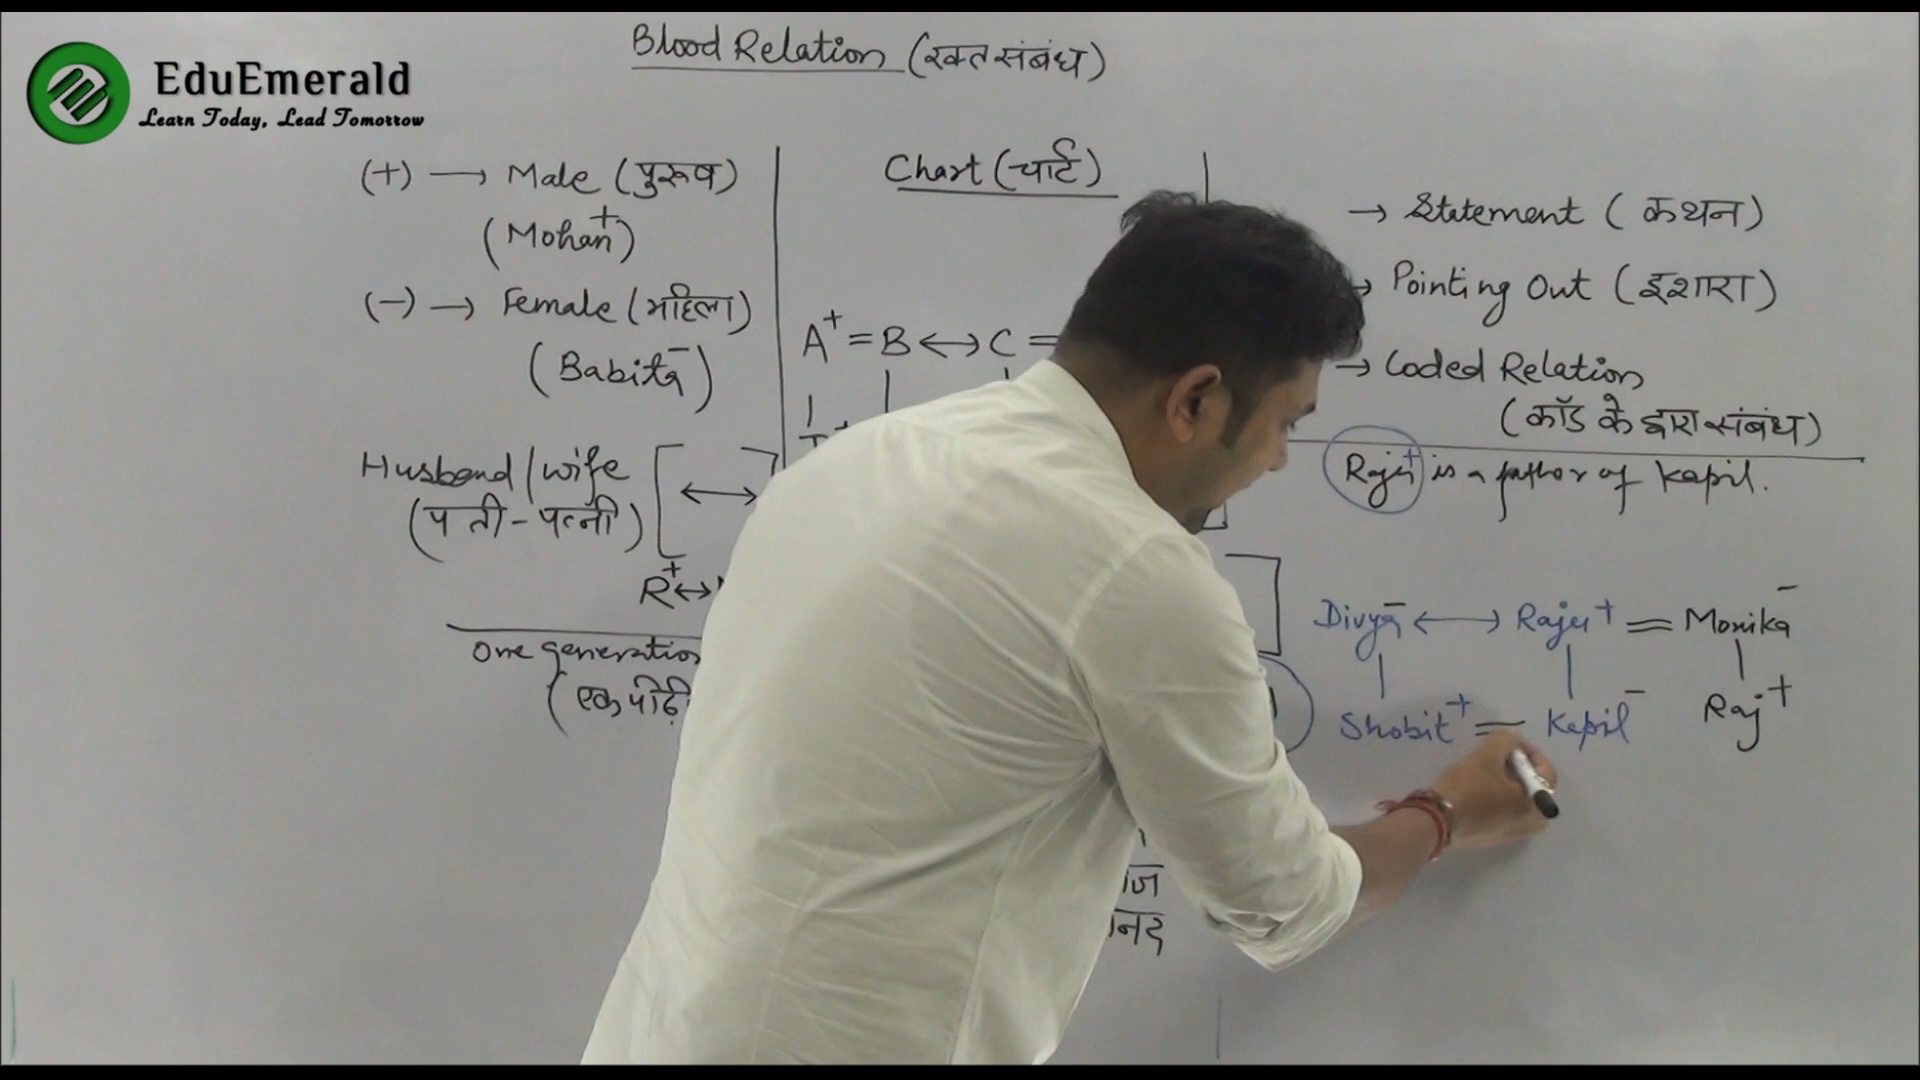 Blood Relation (रक्त संबंध)
EduEmerald
Learn Today, Lead Tomorrow
(+) → Male (पुरूष)
(Mohan+)
(-) → Female (महिला)
(Babita-)
Husband/wife [↔]
(पती-पत्नी)
R+↔
One generation
(एक पीढ़ी
Chart (चार्ट)
A+ = B ↔ C =
→ Statement (कथन)
→ Pointing Out (इशारा)
→ Coded Relation
(कॉड के द्वारा संबंध)
Raju+ is a father of Kapil.
Divya- ↔ Raju+ = Monika-
Shobit+ = Kapil- Raj+